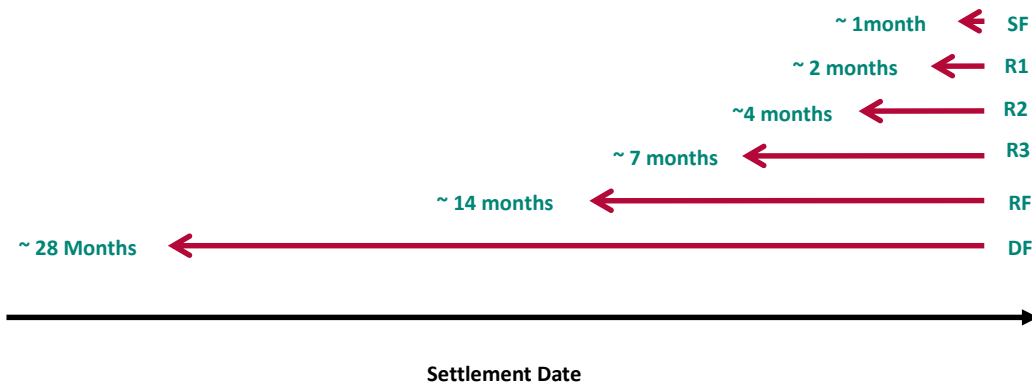 ~ 1month SF
~ 2 months R1
~4 months R2
~ 7 months R3
~ 14 months RF
~ 28 Months DF
Settlement Date